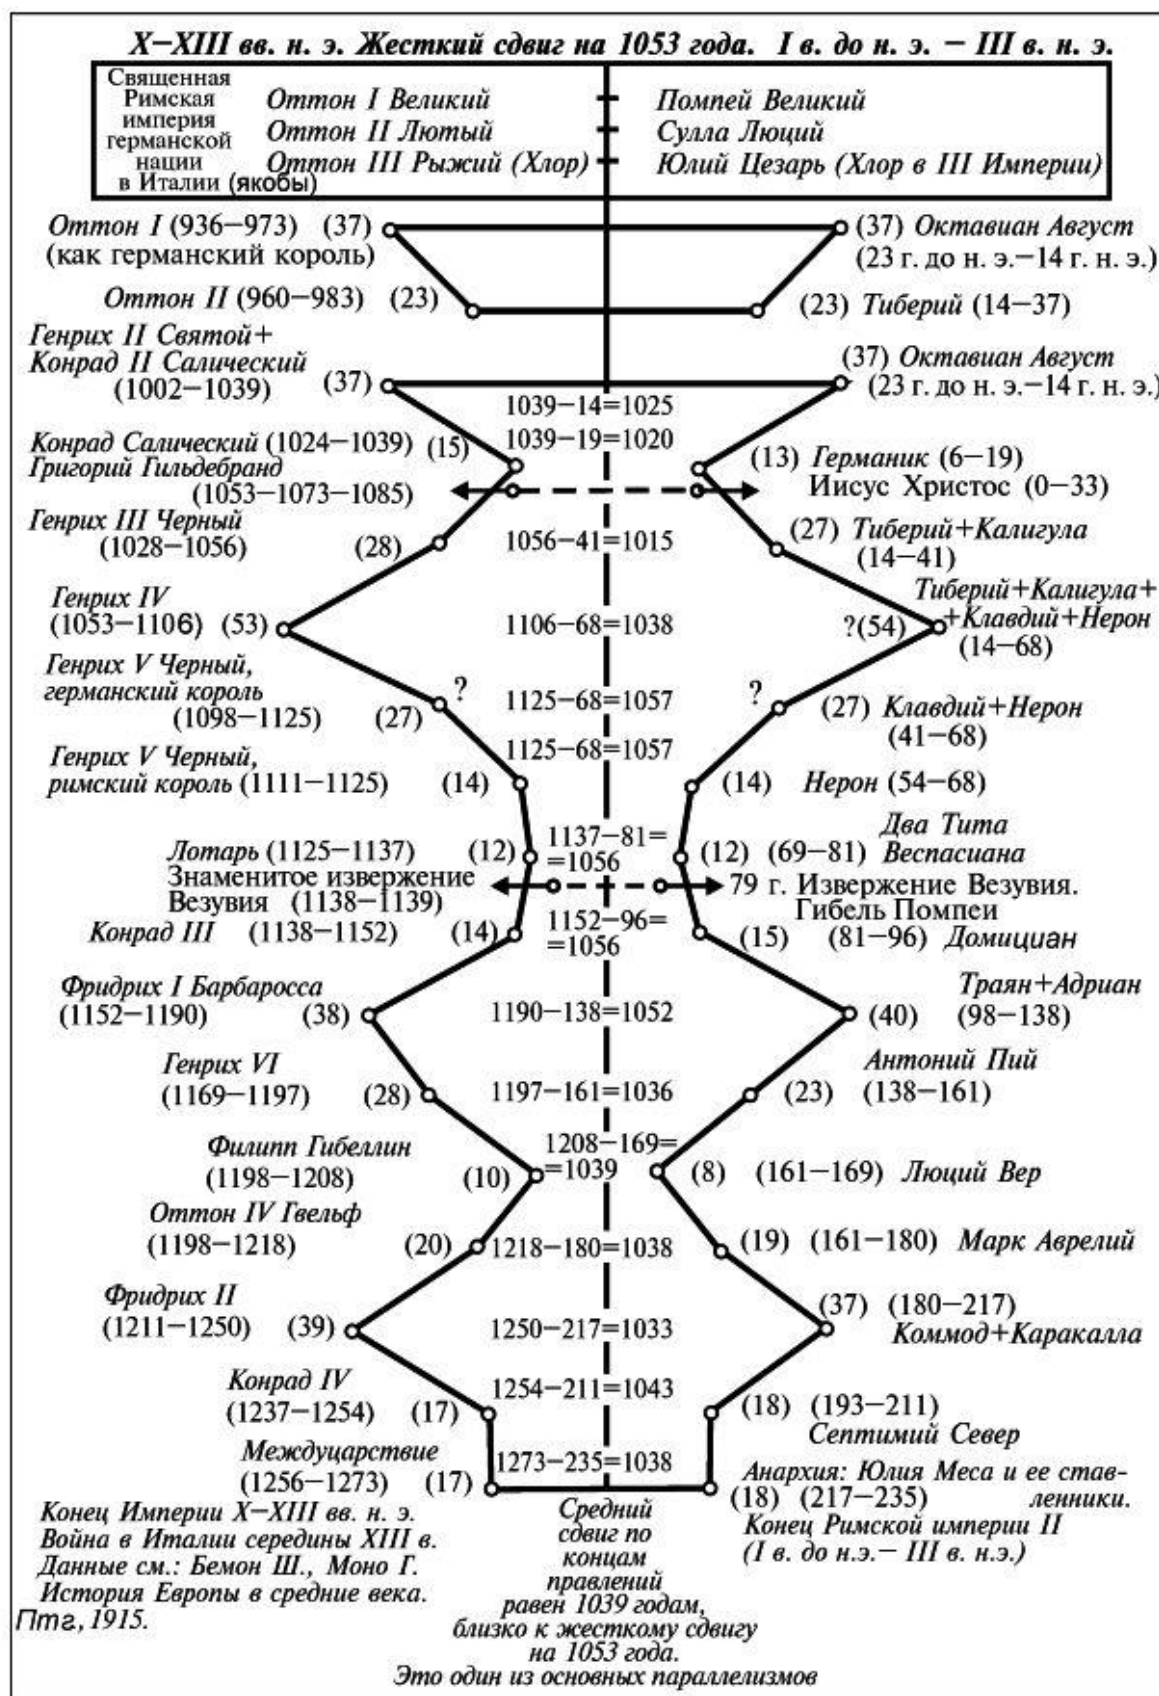 X–XIII вв. н. э. Жесткий сдвиг на 1053 года. I в. до н. э. – III в. н. э.
Священная
Римская
империя
германской
нации
в Италии (якобы)
Оттон I Великий
Оттон II Лютый
Оттон III Рыжий (Хлор)
Помпей Великий
Сулла Люций
Юлий Цезарь (Хлор в III Империи)
Оттон I (936–973) (37)
(как германский король)
(37) Октавиан Август
(23 г. до н. э.–14 г. н. э.)
Оттон II (960–983) (23)
(23) Тиберий (14–37)
Генрих II Святой+
Конрад II Салический
(1002–1039) (37)
(37) Октавиан Август
(23 г. до н. э.–14 г. н. э.)
1039–14=1025
Конрад Салический (1024–1039) (15)
1039–19=1020
(13) Германик (6–19)
Григорий Гильдебранд
(1053–1073–1085)
Иисус Христос (0–33)
Генрих III Черный
(1028–1056) (28)
1056–41=1015
(27) Тиберий+Калигула
(14–41)
Генрих IV
(1053–1106) (53)
1106–68=1038
Тиберий+Калигула+
?(54) +Клавдий+Нерон
(14–68)
Генрих V Черный,
германский король
(1098–1125) (27)
?
1125–68=1057
?
(27) Клавдий+Нерон
(41–68)
Генрих V Черный,
римский король (1111–1125) (14)
1125–68=1057
(14) Нерон (54–68)
Лотарь (1125–1137) (12)
1137–81=
=1056
Два Тита
(12) (69–81) Веспасиана
Знаменитое извержение
Везувия (1138–1139)
79 г. Извержение Везувия.
Гибель Помпеи
Конрад III (1138–1152) (14)
1152–96=
=1056
(15) (81–96) Домициан
Фридрих I Барбаросса
(1152–1190) (38)
1190–138=1052
Траян+Адриан
(40) (98–138)
Генрих VI
(1169–1197) (28)
1197–161=1036
Антоний Пий
(23) (138–161)
Филипп Гибеллин
(1198–1208) (10)
1208–169=
=1039
(8) (161–169) Люций Вер
Оттон IV Гвельф
(1198–1218) (20)
1218–180=1038
(19) (161–180) Марк Аврелий
Фридрих II
(1211–1250) (39)
1250–217=1033
(37) (180–217)
Коммод+Каракалла
Конрад IV
(1237–1254) (17)
1254–211=1043
(18) (193–211)
Септимий Север
Междуцарствие
(1256–1273) (17)
1273–235=1038
Анархия: Юлия Меса и ее став-
(18) (217–235) ленники.
Конец Империи X–XIII вв. н. э.
Война в Италии середины XIII в.
Данные см.: Бемон Ш., Моно Г.
История Европы в средние века.
Птг., 1915.
Средний
сдвиг по
концам
правлений
равен 1039 годам,
близко к жесткому сдвигу
на 1053 года.
Это один из основных параллелизмов
Конец Римской империи II
(I в. до н.э.– III в. н.э.)